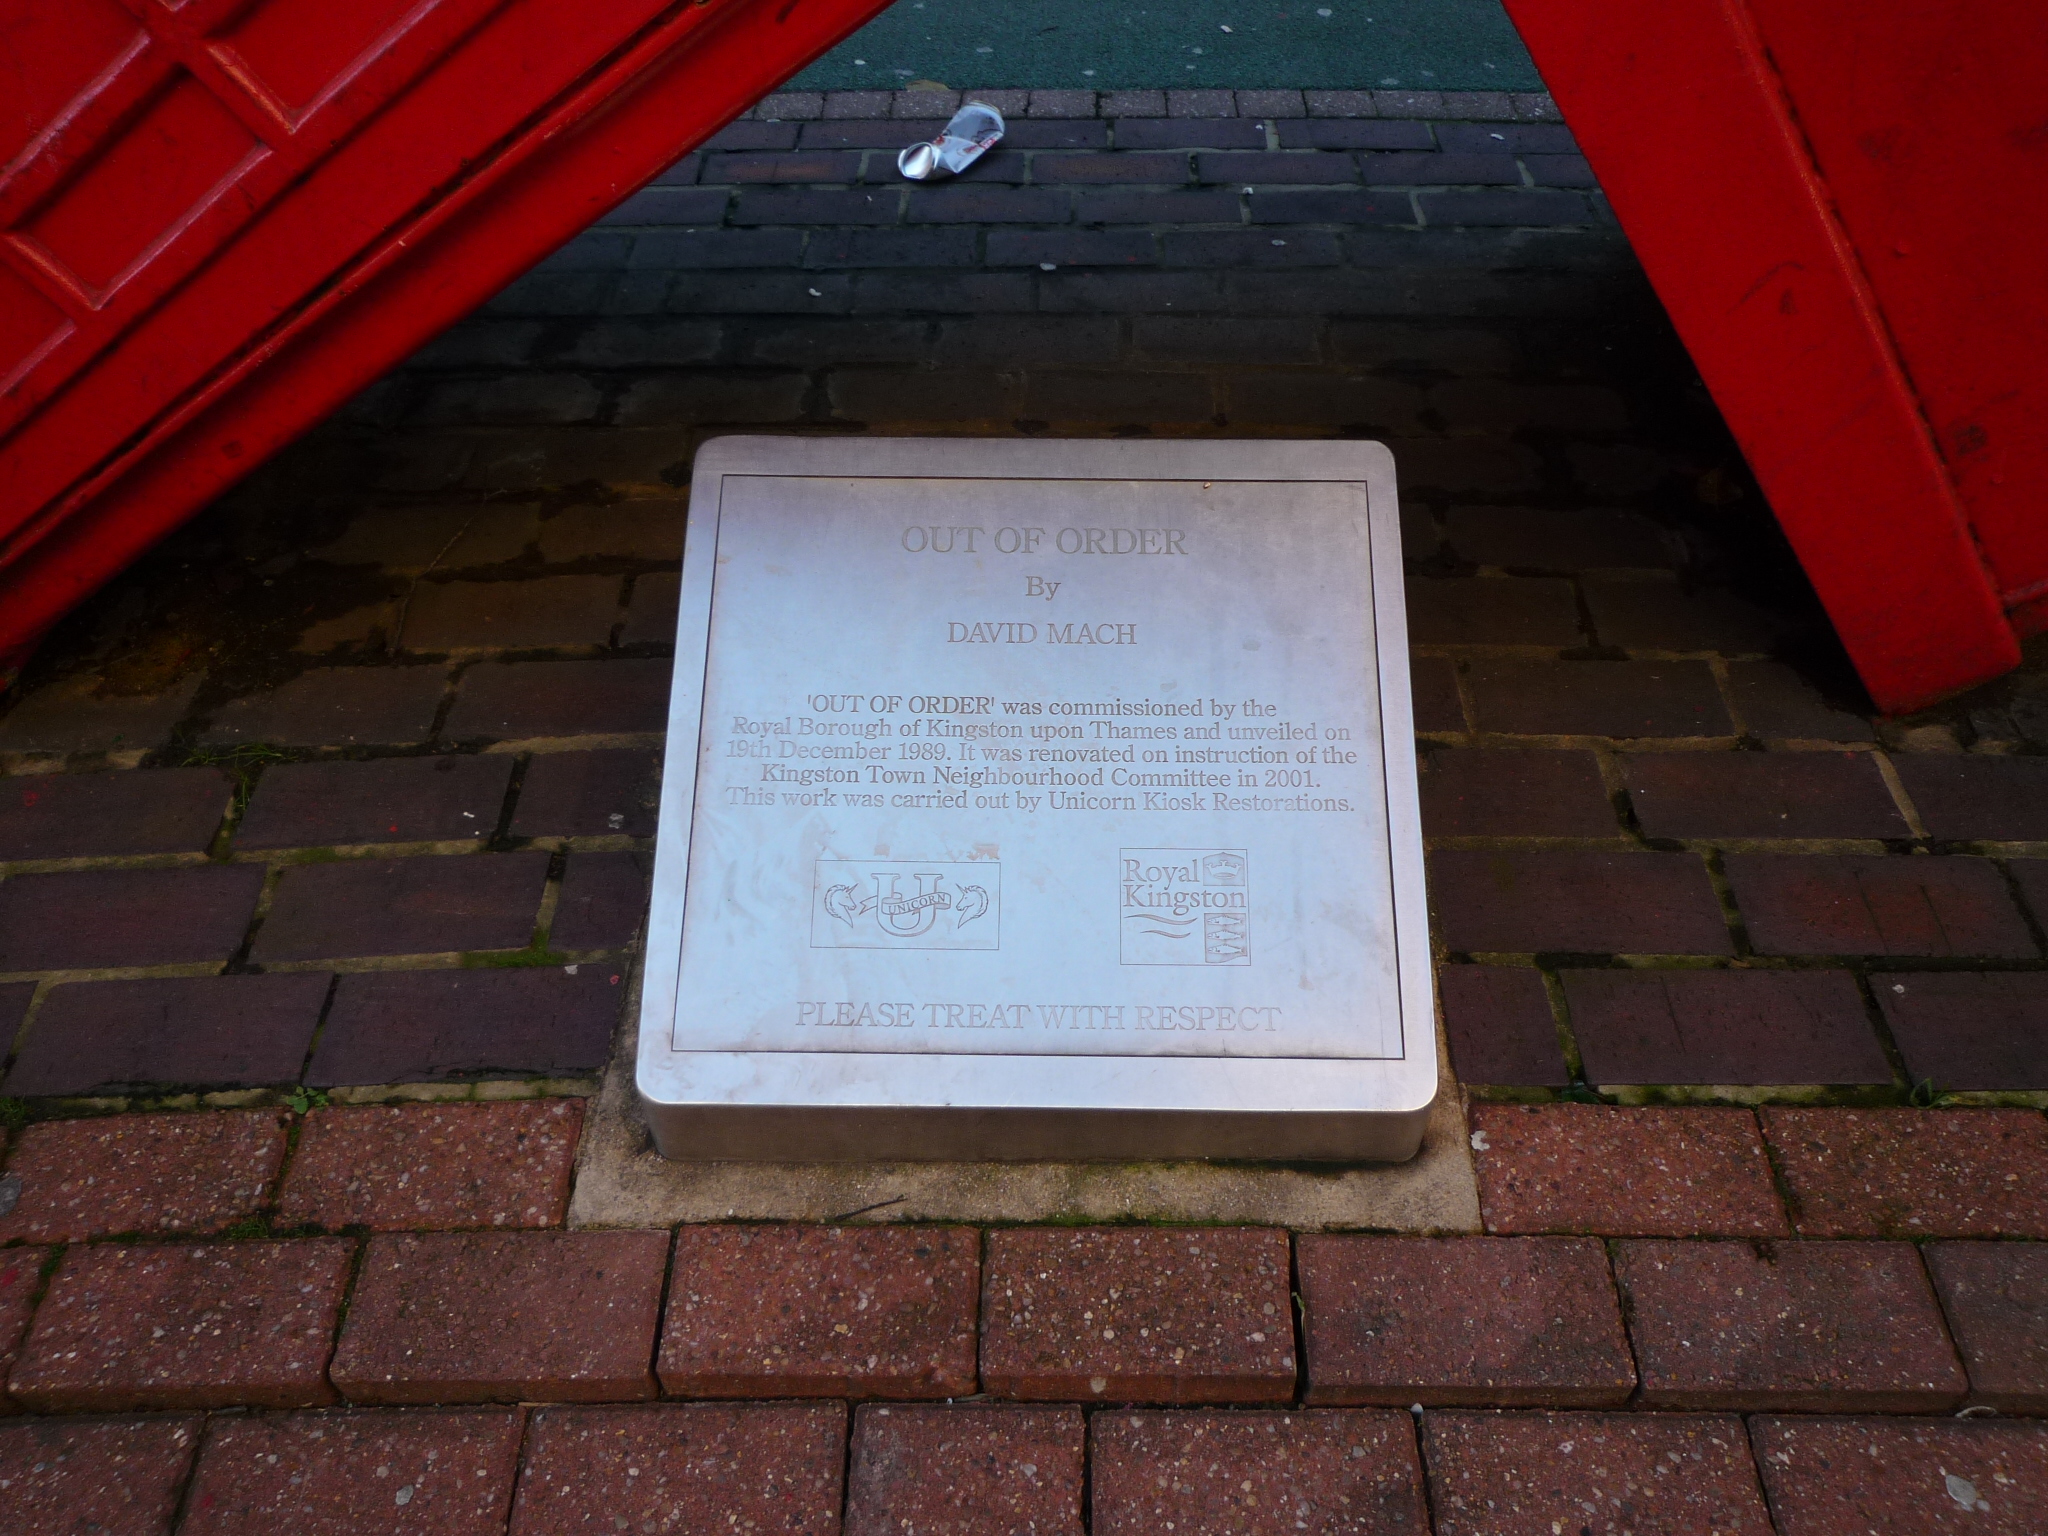 OUT OF ORDER
By
DAVID MACH
'OUT OF ORDER' was commissioned by the
Royal Borough of Kingston upon Thames and unveiled on
19th December 1989. It was renovated on instruction of the
Kingston Town Neighbourhood Committee in 2001.
This work was carried out by Unicorn Kiosk Restorations.
U
UNICORN
Royal
Kingston
PLEASE TREAT WITH RESPECT